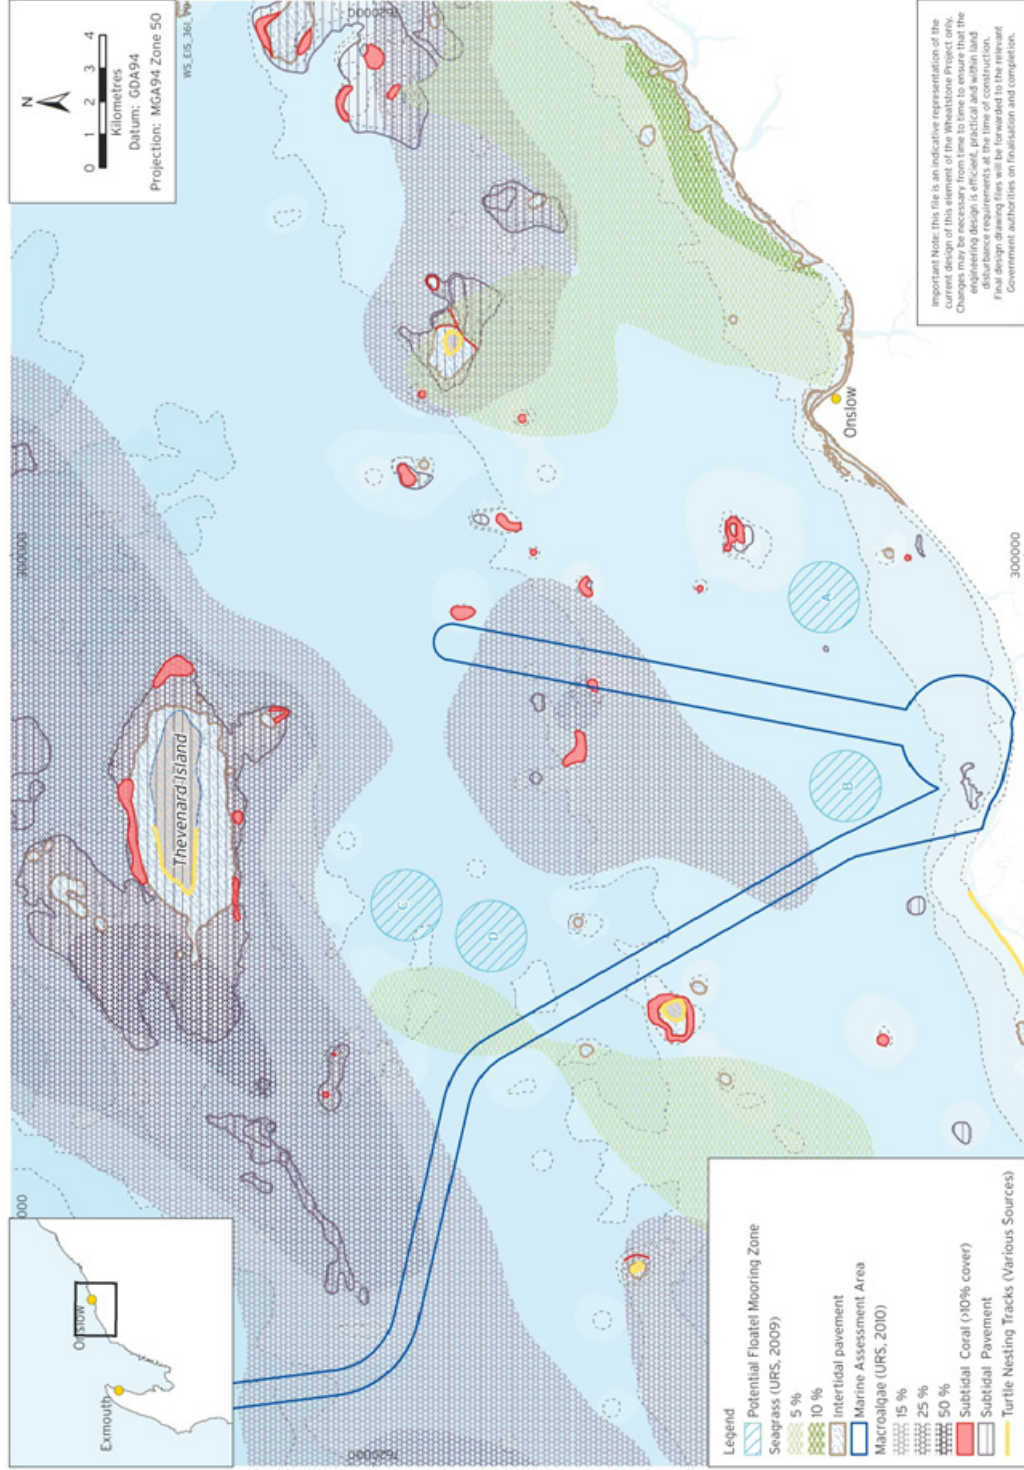 N
0 1 2 3 4
Kilometres
Datum: GDA94
Projection: MGA94 Zone 50
7620000
300000
Thevenard Island
Onslow
A
B
C
D
300000
7620000
Exmouth
Onslow
Legend
Potential Floatel Mooring Zone
Seagrass (URS, 2009)
5 %
10 %
Intertidal pavement
Marine Assessment Area
Macroalgae (URS, 2010)
15 %
25 %
50 %
Subtidal Coral (>10% cover)
Subtidal Pavement
Turtle Nesting Tracks (Various Sources)
Important Note: this file is an indicative representation of the
current design of this element of the Wheatstone Project only.
Changes may be necessary from time to time to ensure that the
engineering design is efficient, practical and within land
disturbance requirements at the time of construction.
Final design drawing files will be forwarded to the relevant
Government authorities on finalisation and completion.